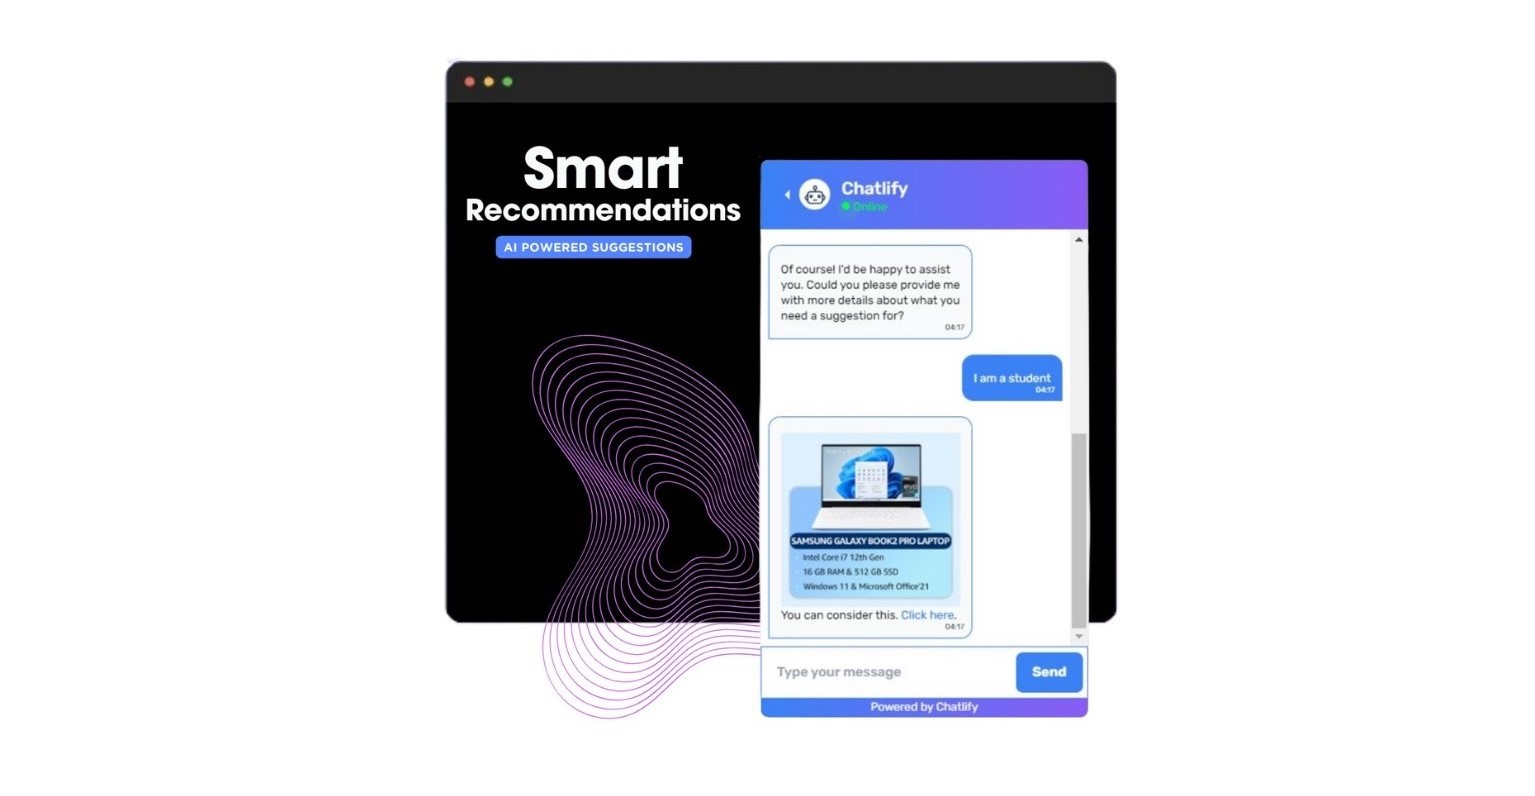 Smart
Recommendations
AI POWERED SUGGESTIONS
Chatlify
Online
Of course! I'd be happy to assist
you. Could you please provide me
with more details about what you
need a suggestion for?
04:17
I am a student
04:17
SAMSUNG GALAXY BOOK2 PRO LAPTOP
Intel Core i7 12th Gen
16 GB RAM & 512 GB SSD
Windows 11 & Microsoft Office'21
You can consider this. Click here.
04:17
Type your message
Send
Powered by Chatlify